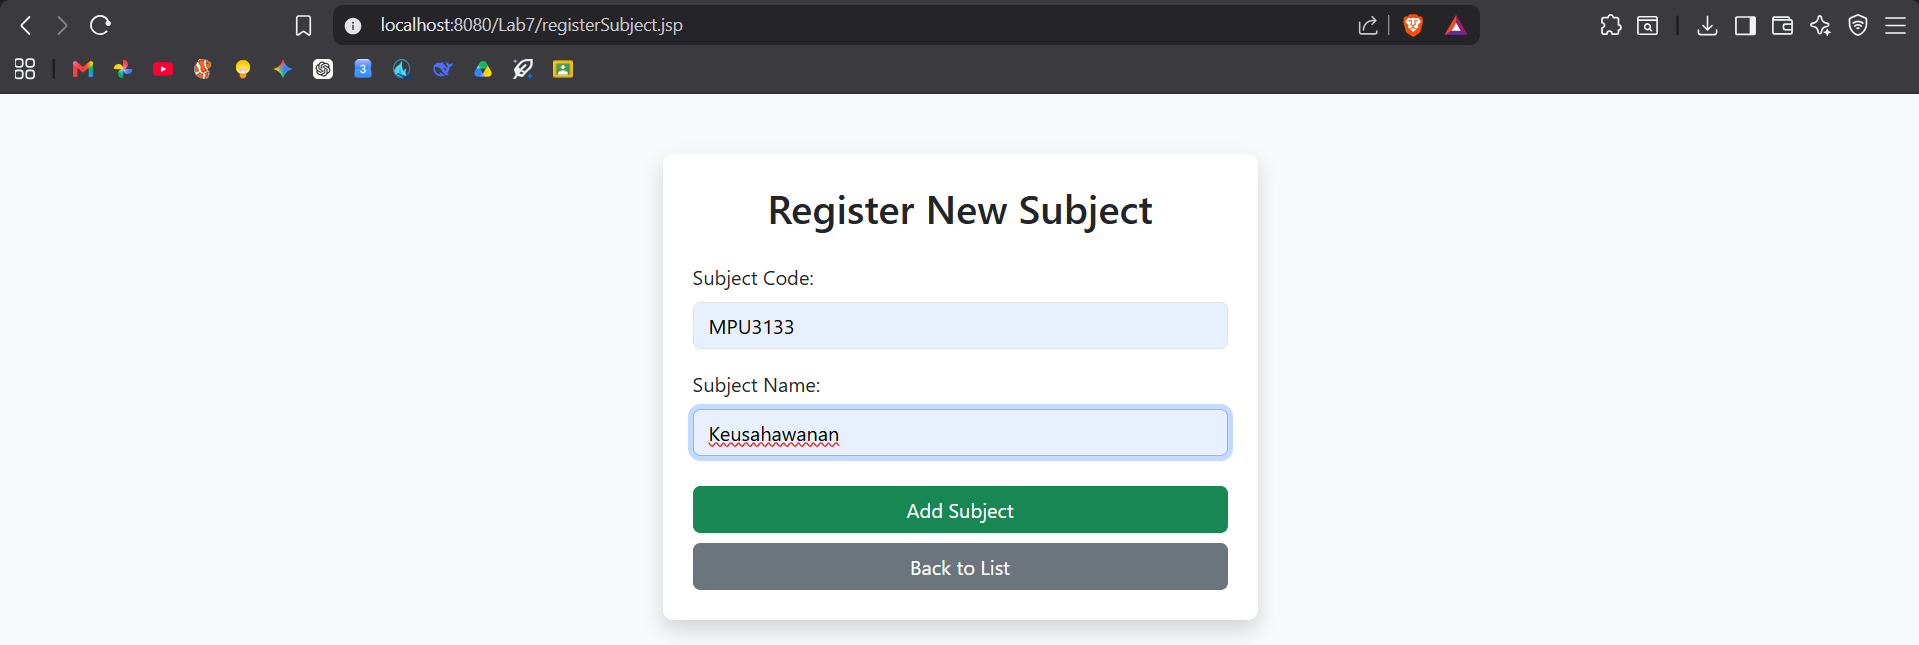 localhost:8080/Lab7/registerSubject.jsp
3
Register New Subject
Subject Code:
MPU3133
Subject Name:
Keusahawanan
Add Subject
Back to List